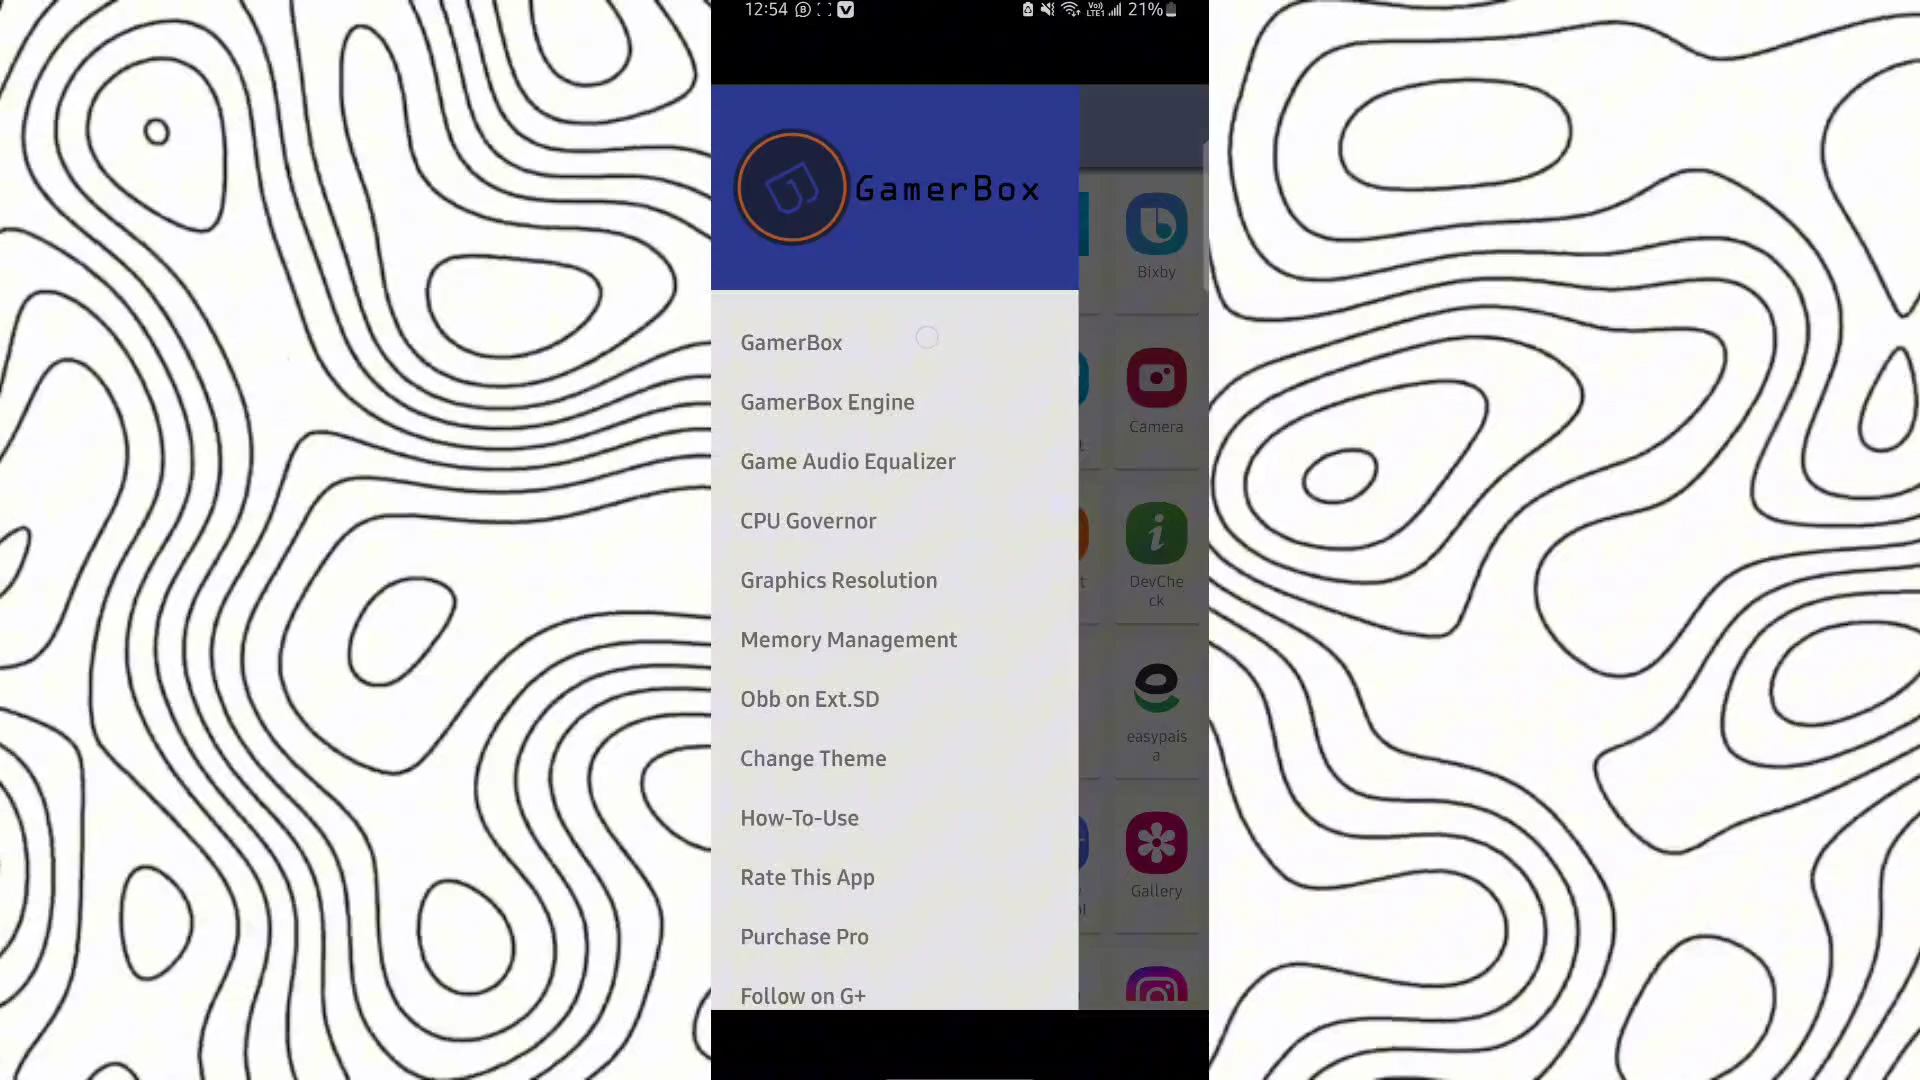 12:54
Vo)
LTE1
21%
GamerBox
GamerBox
GamerBox Engine
Game Audio Equalizer
CPU Governor
Graphics Resolution
Memory Management
Obb on Ext.SD
Change Theme
How-To-Use
Rate This App
Purchase Pro
Follow on G+
Bixby
Camera
t
DevChe
ck
t
easypais
a
Gallery